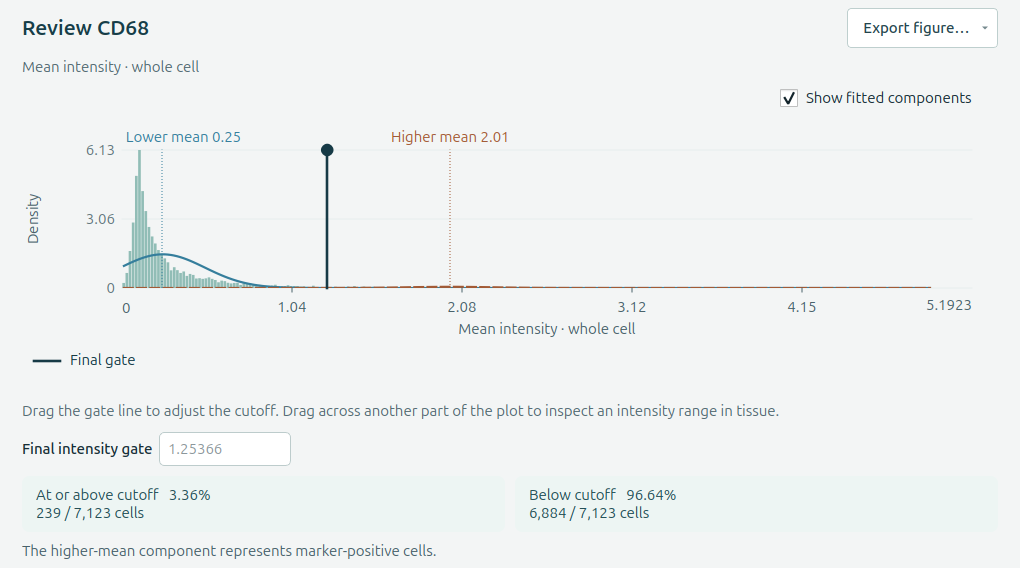 Review CD68
Export figure...
Mean intensity · whole cell
Show fitted components
Lower mean 0.25
Higher mean 2.01
6.13
3.06
0
Density
0
1.04
2.08
3.12
4.15
5.1923
Mean intensity · whole cell
Final gate
Drag the gate line to adjust the cutoff. Drag across another part of the plot to inspect an intensity range in tissue.
Final intensity gate
1.25366
At or above cutoff 3.36%
239 / 7,123 cells
Below cutoff 96.64%
6,884 / 7,123 cells
The higher-mean component represents marker-positive cells.